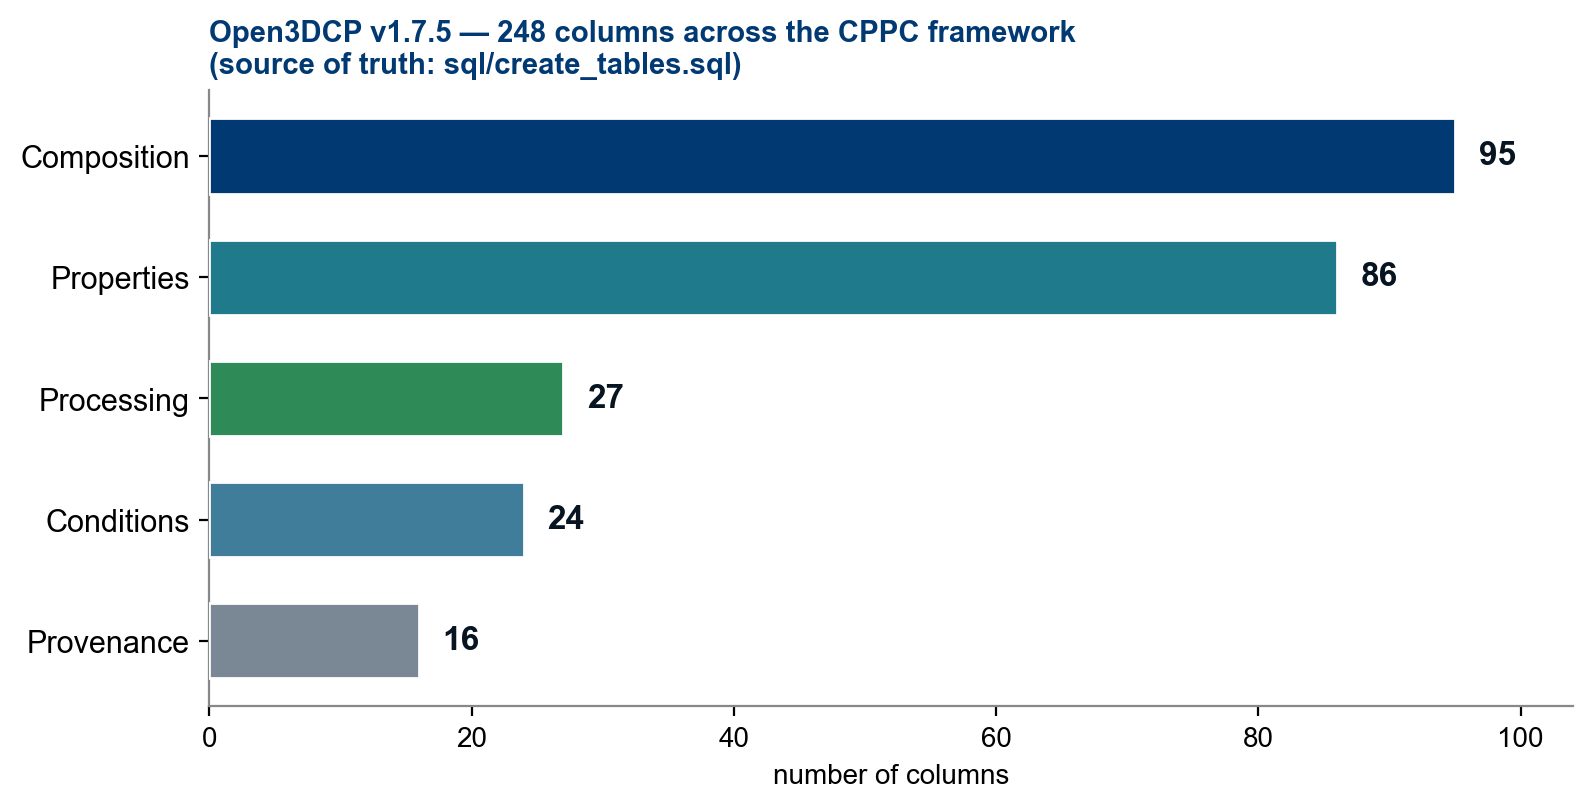 Open3DCP v1.7.5 — 248 columns across the CPPC framework
(source of truth: sql/create_tables.sql)
Composition
95
Properties
86
Processing
27
Conditions
24
Provenance
16
0 20 40 60 80 100
number of columns